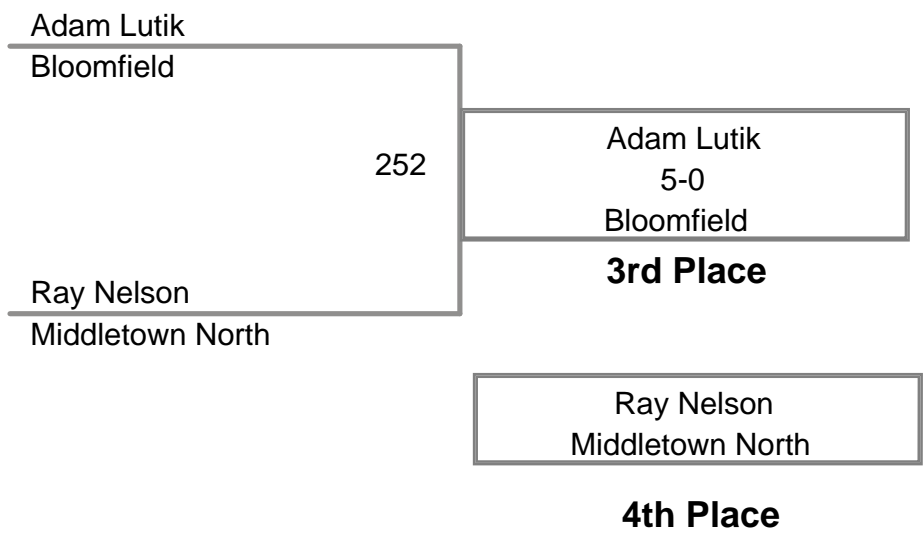 Adam Lutik
Bloomfield
252
Adam Lutik
5-0
Bloomfield
3rd Place
Ray Nelson
Middletown North
Ray Nelson
Middletown North
4th Place